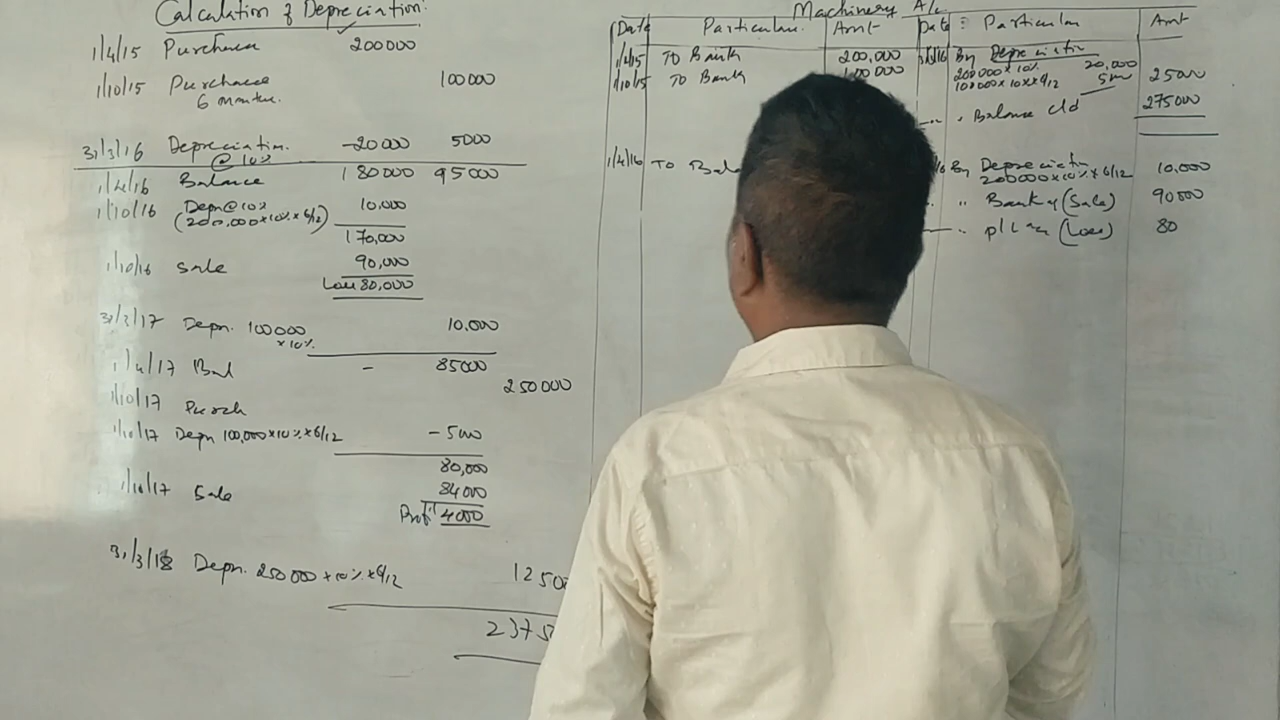 Calculation of Depreciation
1/4/15 Purchase 200000
1/10/15 Purchase 100000
6 months.
31/3/16 Depreciation. -20000 5000
@ 10%
1/4/16 Balance 180000 95000
1/10/16 Depn@10% 10,000
(200,000×10%×6/12)
170,000
1/10/16 Sale 90,000
Loss 80,000
31/3/17 Depn. 100000 10,000
×10%
1/4/17 Bal - 85000
250000
1/10/17 Purch
1/10/17 Depn 100,000×10%×6/12 - 5000
80,000
1/10/17 Sale 84000
Profit 4000
31/3/18 Depn. 250000×10%×6/12 1250
2375
Machinery A/c
Date Particular Amt Date Particular Amt
1/4/15 To Bank 200,000 31/3/16 By Depreciation
1/10/15 To Bank 200000×10% 20,000
100000×10%×6/12 5000 25000
" Balance c/d 275000
1/4/16 To By Depreciation 10,000
200000×10%×6/12
" Bank (Sale) 90000
" P/L (Loss) 80